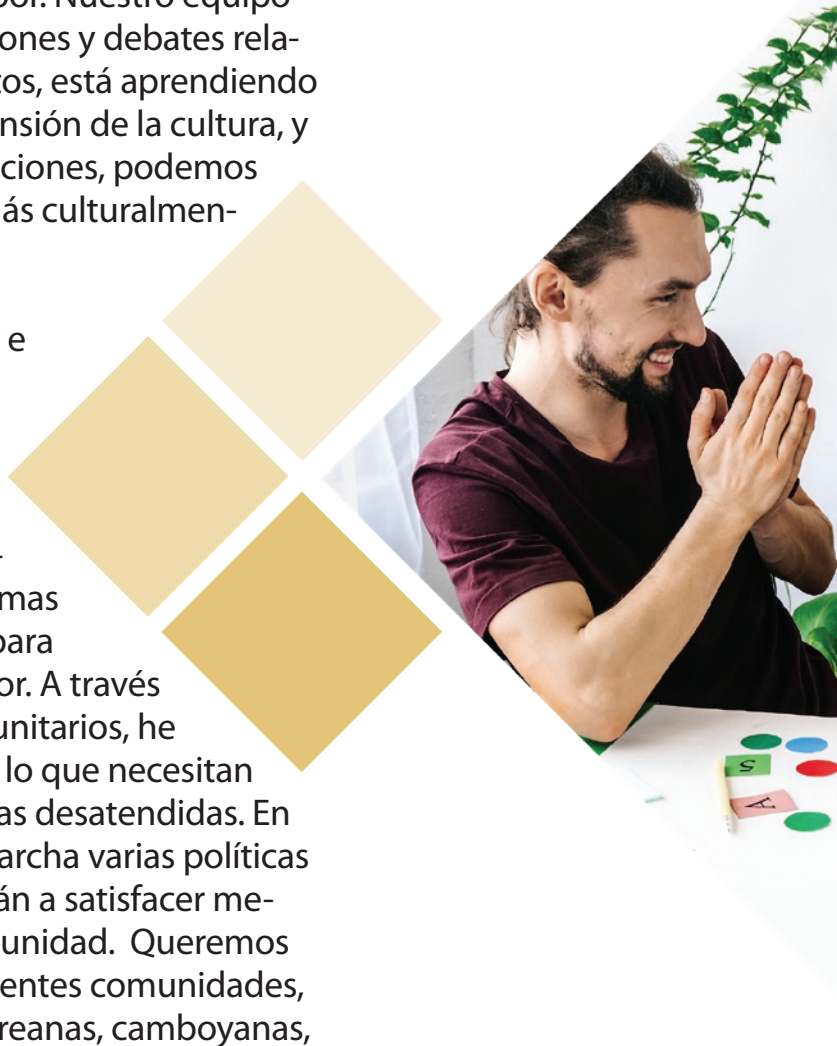 Nuestro equipo
iones y debates rela-
tos, está aprendiendo
nsión de la cultura, y
ciones, podemos
ás culturalmen-
e
-
mas
para
or. A través
unitarios, he
lo que necesitan
as desatendidas. En
archa varias políticas
án a satisfacer me-
unidad. Queremos
entes comunidades,
reanas, camboyanas,
S
A